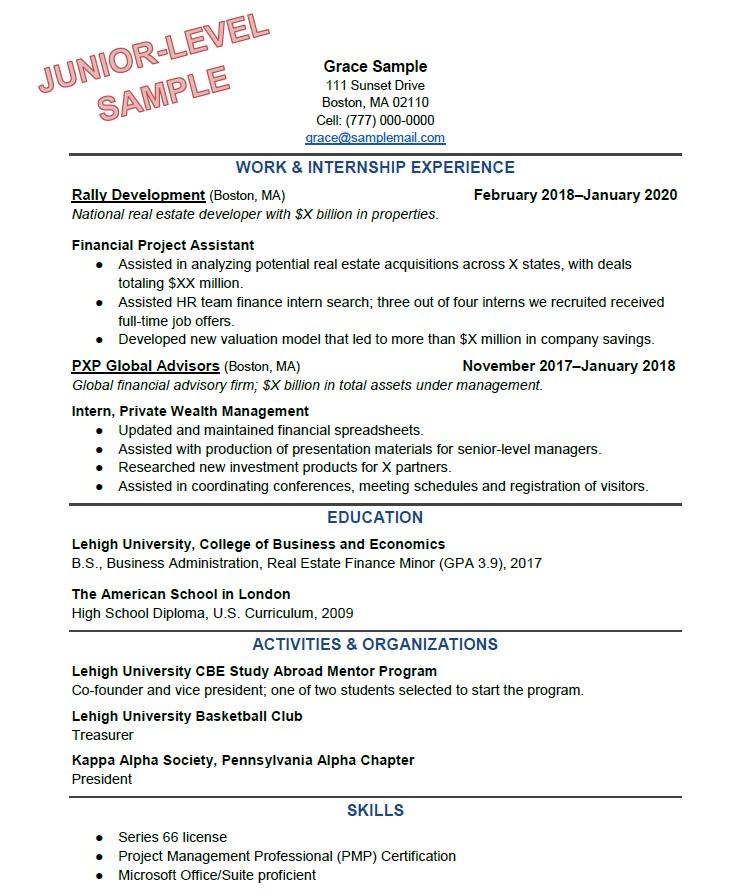 JUNIOR-LEVEL
SAMPLE
Grace Sample
111 Sunset Drive
Boston, MA 02110
Cell: (777) 000-0000
grace@samplemail.com
WORK & INTERNSHIP EXPERIENCE
Rally Development (Boston, MA) February 2018–January 2020
National real estate developer with $X billion in properties.
Financial Project Assistant
● Assisted in analyzing potential real estate acquisitions across X states, with deals
totaling $XX million.
● Assisted HR team finance intern search; three out of four interns we recruited received
full-time job offers.
● Developed new valuation model that led to more than $X million in company savings.
PXP Global Advisors (Boston, MA) November 2017–January 2018
Global financial advisory firm; $X billion in total assets under management.
Intern, Private Wealth Management
● Updated and maintained financial spreadsheets.
● Assisted with production of presentation materials for senior-level managers.
● Researched new investment products for X partners.
● Assisted in coordinating conferences, meeting schedules and registration of visitors.
EDUCATION
Lehigh University, College of Business and Economics
B.S., Business Administration, Real Estate Finance Minor (GPA 3.9), 2017
The American School in London
High School Diploma, U.S. Curriculum, 2009
ACTIVITIES & ORGANIZATIONS
Lehigh University CBE Study Abroad Mentor Program
Co-founder and vice president; one of two students selected to start the program.
Lehigh University Basketball Club
Treasurer
Kappa Alpha Society, Pennsylvania Alpha Chapter
President
SKILLS
● Series 66 license
● Project Management Professional (PMP) Certification
● Microsoft Office/Suite proficient